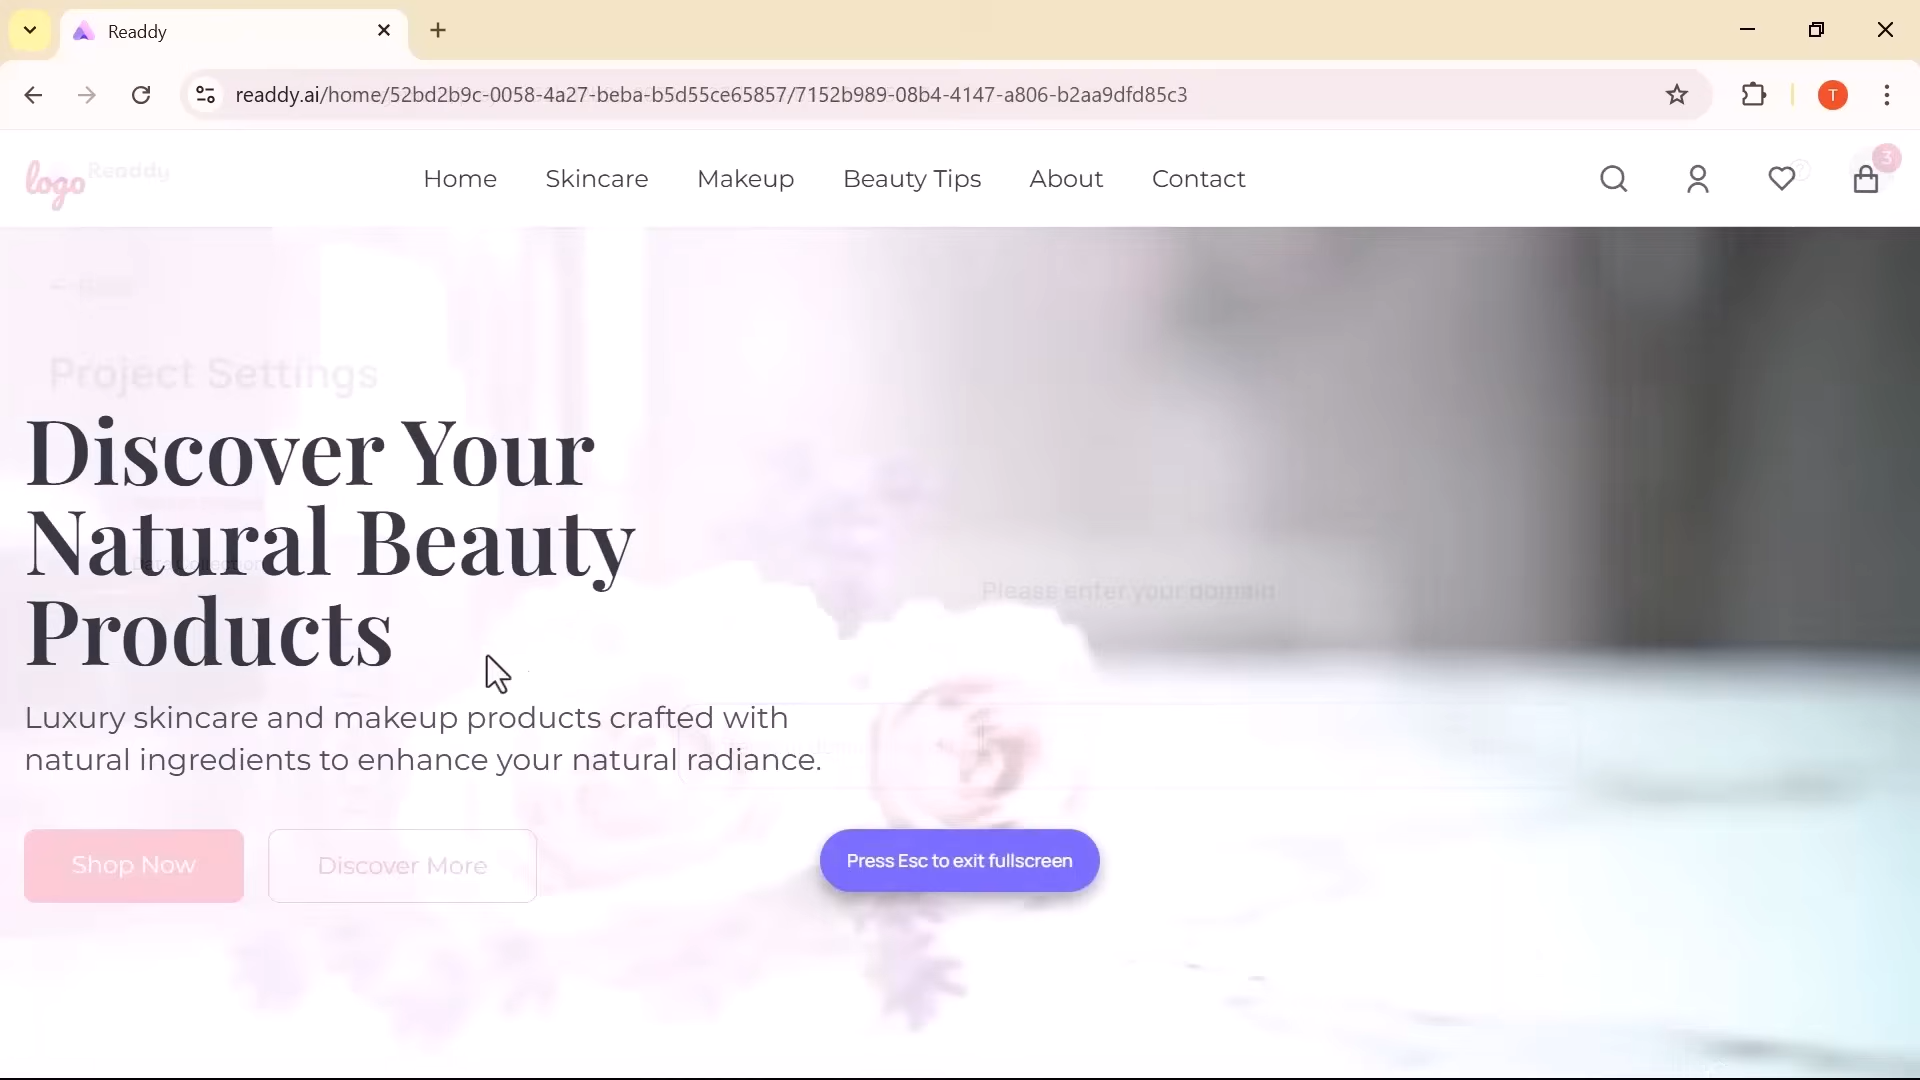 Readdy
readdy.ai/home/52bd2b9c-0058-4a27-beba-b5d55ce65857/7152b989-08b4-4147-a806-b2aa9dfd85c3
T
logo
Readdy
Home
Skincare
Makeup
Beauty Tips
About
Contact
3
Project Settings
Discover Your
Natural Beauty
Products
Please enter your domain
Luxury skincare and makeup products crafted with
natural ingredients to enhance your natural radiance.
Shop Now
Discover More
Press Esc to exit fullscreen